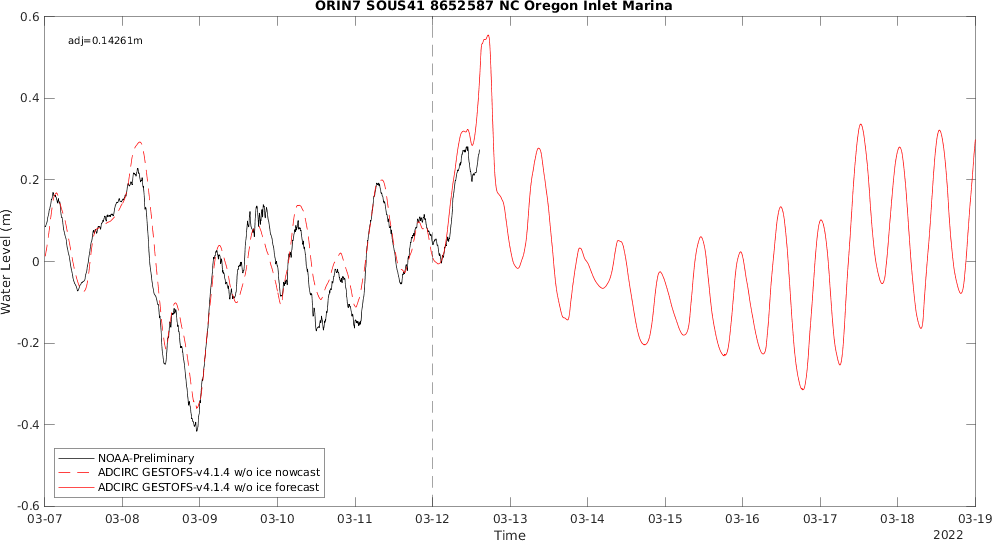 ORIN7 SOUS41 8652587 NC Oregon Inlet Marina
adj=0.14261m
Water Level (m)
0.6
0.4
0.2
0
-0.2
-0.4
-0.6
NOAA-Preliminary
ADCIRC GESTOFS-v4.1.4 w/o ice nowcast
ADCIRC GESTOFS-v4.1.4 w/o ice forecast
03-07 03-08 03-09 03-10 03-11 03-12 03-13 03-14 03-15 03-16 03-17 03-18 03-19
Time
2022